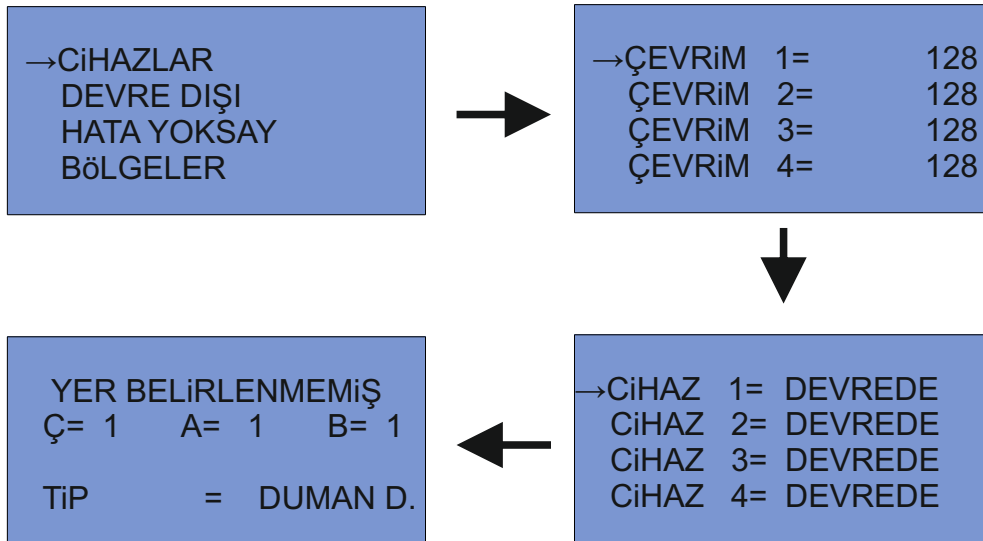 →CiHAZLAR
DEVRE DIŞI
HATA YOKSAY
BöLGELER
→ÇEVRiM 1= 128
ÇEVRiM 2= 128
ÇEVRiM 3= 128
ÇEVRiM 4= 128
→CiHAZ 1= DEVREDE
CiHAZ 2= DEVREDE
CiHAZ 3= DEVREDE
CiHAZ 4= DEVREDE
YER BELiRLENMEMiŞ
Ç= 1 A= 1 B= 1
TiP = DUMAN D.